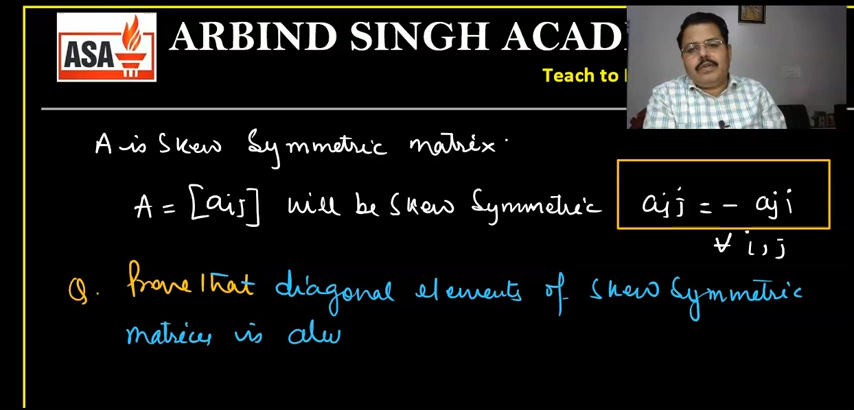 ASA
ARBIND SINGH ACAD
Teach to
A is Skew Symmetric matrix.
A = [aij] will be Skew Symmetric aij = - aji
∀ i, j
Q. Prove that diagonal elements of Skew Symmetric
matrices is alw